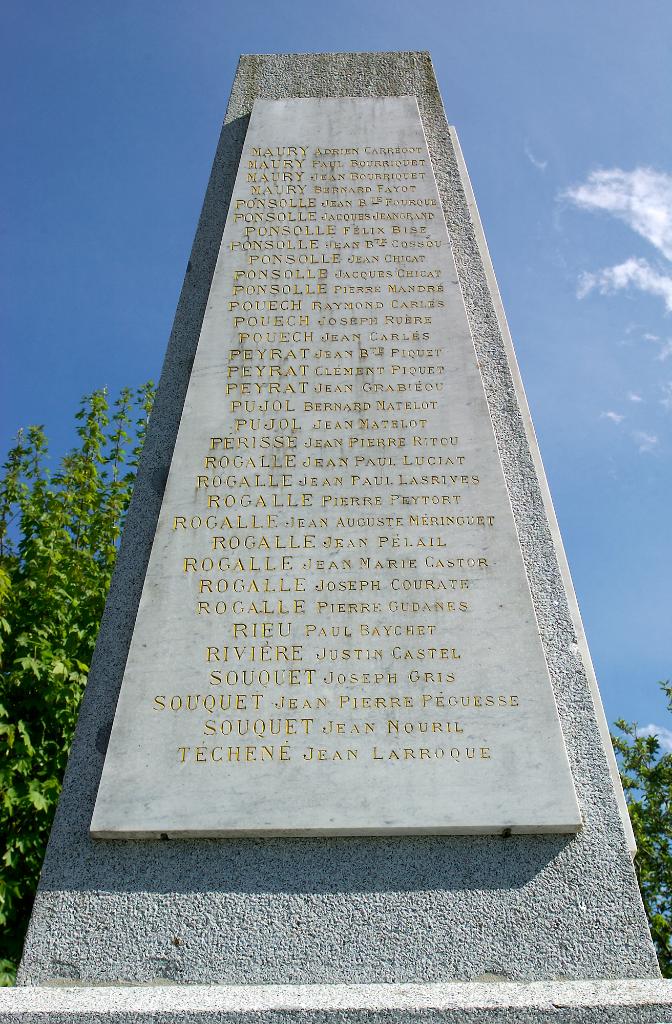 MAURY ADRIEN CARRÉGOT
MAURY PAUL BOURRIQUET
MAURY JEAN BOURRIQUET
MAURY BERNARD FAYOT
PONSOLLE JEAN BTE FOURQUE
PONSOLLE JACQUES JEANGRAND
PONSOLLE FÉLIX BISE
PONSOLLE JEAN BTE COSSOU
PONSOLLE JEAN CHICAT
PONSOLLE JACQUES CHICAT
PONSOLLE PIERRE MANDRÉ
POUECH RAYMOND CARLÉS
POUECH JOSEPH RUÈRE
POUECH JEAN CARLÉS
PEYRAT JEAN BTE PIQUET
PEYRAT CLÉMENT PIQUET
PEYRAT JEAN GRABIÉOU
PUJOL BERNARD MATELOT
PUJOL JEAN MATELOT
PÉRISSE JEAN PIERRE RITOU
ROGALLE JEAN PAUL LUCIAT
ROGALLE JEAN PAUL LASRIVES
ROGALLE PIERRE PEYTORT
ROGALLE JEAN AUGUSTE MÉRINGUET
ROGALLE JEAN PÉLAIL
ROGALLE JEAN MARIE CASTOR
ROGALLE JOSEPH COURATE
ROGALLE PIERRE GUDANES
RIEU PAUL BAYCHET
RIVIÈRE JUSTIN CASTEL
SOUQUET JOSEPH GRIS
SOUQUET JEAN PIERRE PÉGUESSE
SOUQUET JEAN NOURIL
TÉCHENÉ JEAN LARROQUE